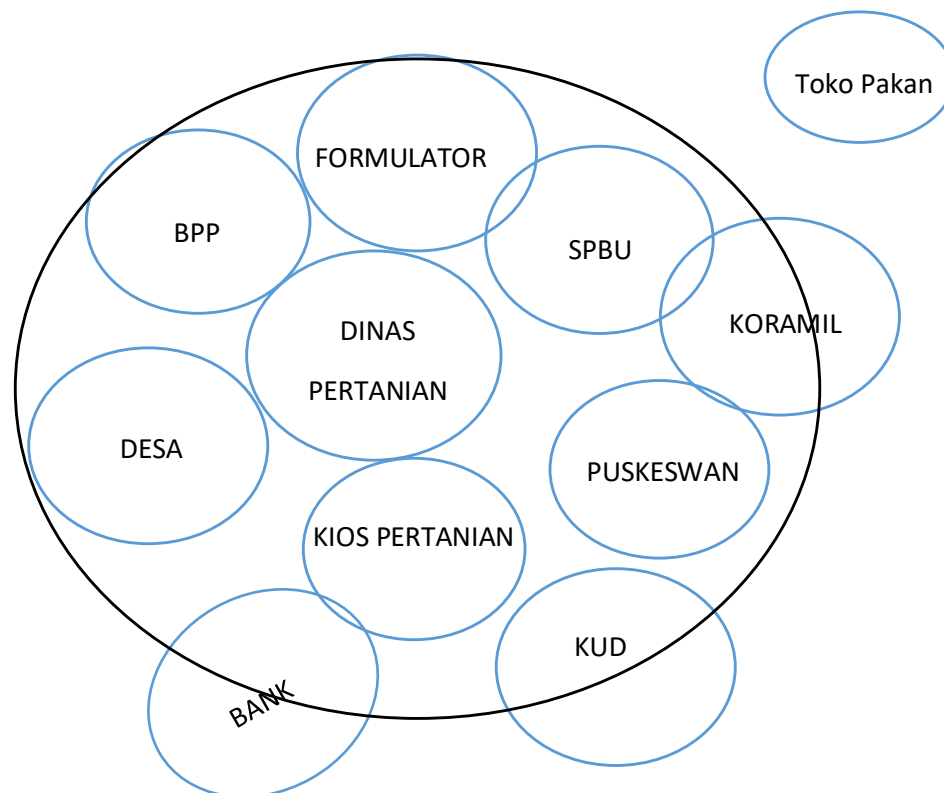 Toko Pakan
FORMULATOR
BPP
SPBU
KORAMIL
DINAS
PERTANIAN
DESA
PUSKESWAN
KIOS PERTANIAN
KUD
BANK